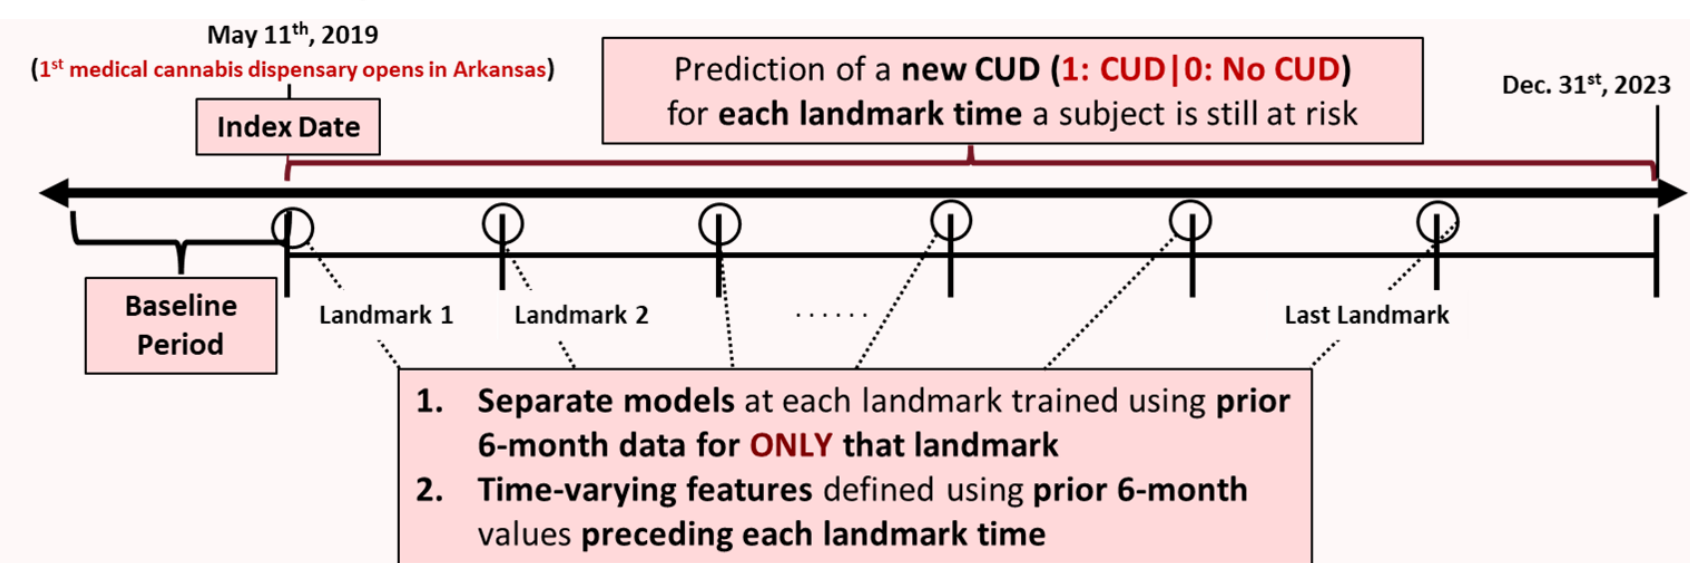 May 11th, 2019
(1st medical cannabis dispensary opens in Arkansas)
Index Date
Prediction of a new CUD (1: CUD|0: No CUD)
for each landmark time a subject is still at risk
Dec. 31st, 2023
Baseline
Period
Landmark 1
Landmark 2
......
Last Landmark
1. Separate models at each landmark trained using prior
6-month data for ONLY that landmark
2. Time-varying features defined using prior 6-month
values preceding each landmark time